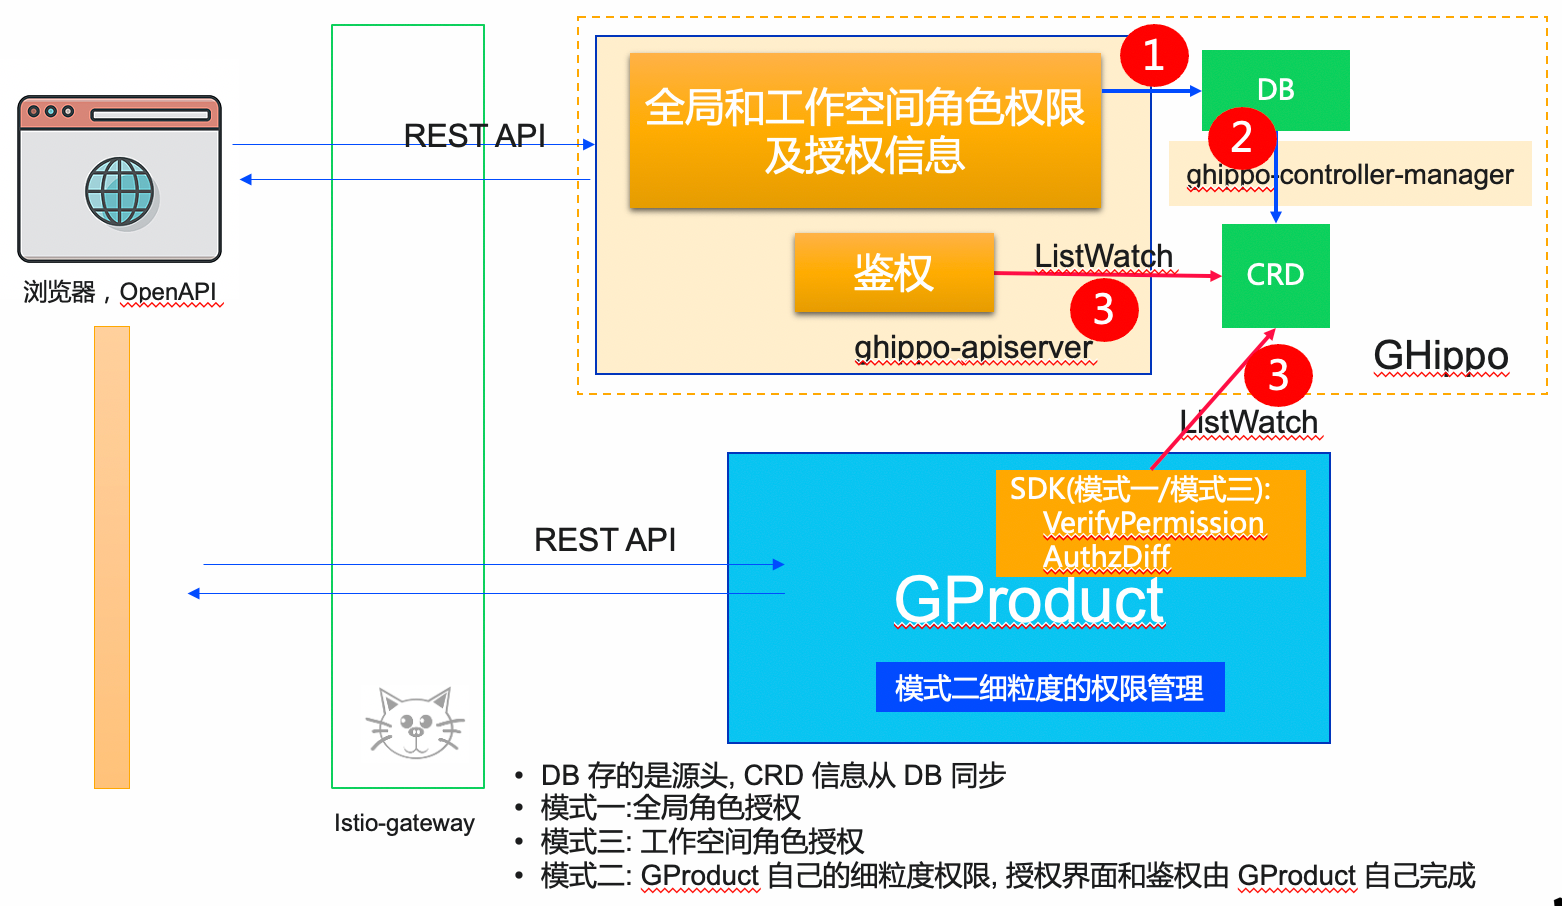 全局和工作空间角色权限
及授权信息
1
DB
2
ghippo-controller-manager
REST API
鉴权
ListWatch
3
CRD
ghippo-apiserver
GHippo
浏览器，OpenAPI
3
ListWatch
SDK(模式一/模式三):
VerifyPermission
AuthzDiff
REST API
GProduct
模式二细粒度的权限管理
Istio-gateway
• DB 存的是源头, CRD 信息从 DB 同步
• 模式一:全局角色授权
• 模式三: 工作空间角色授权
• 模式二: GProduct 自己的细粒度权限, 授权界面和鉴权由 GProduct 自己完成